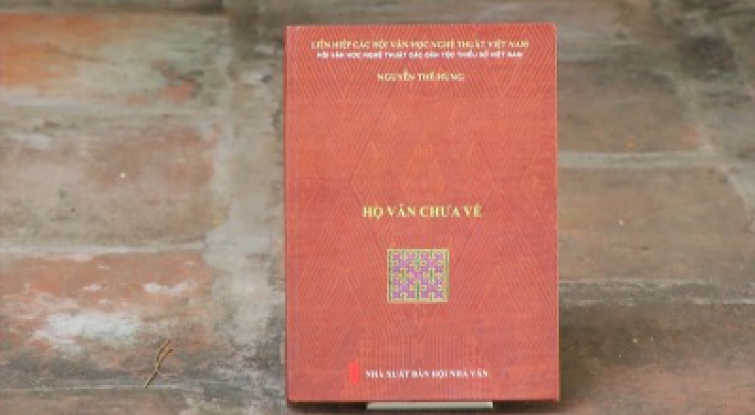 LIÊN HIỆP CÁC HỘI VĂN HỌC NGHỆ THUẬT VIỆT NAM
HỘI VĂN HỌC NGHỆ THUẬT CÁC DÂN TỘC THIỂU SỐ VIỆT NAM
NGUYỄN THẾ HÙNG
HỌ VẪN CHƯA VỀ
NHÀ XUẤT BẢN HỘI NHÀ VĂN